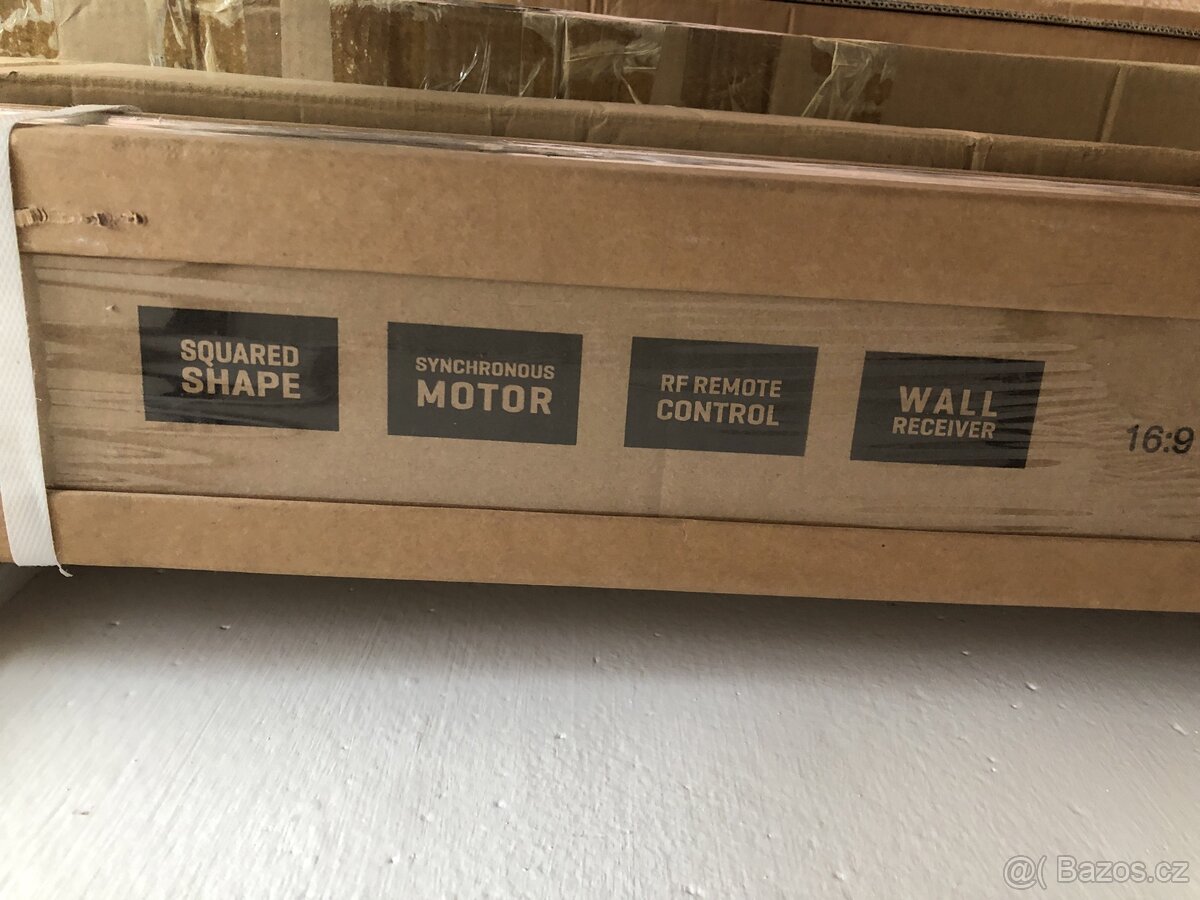 SQUARED
SHAPE
SYNCHRONOUS
MOTOR
RF REMOTE
CONTROL
WALL
RECEIVER
16:9
@( Bazos.cz